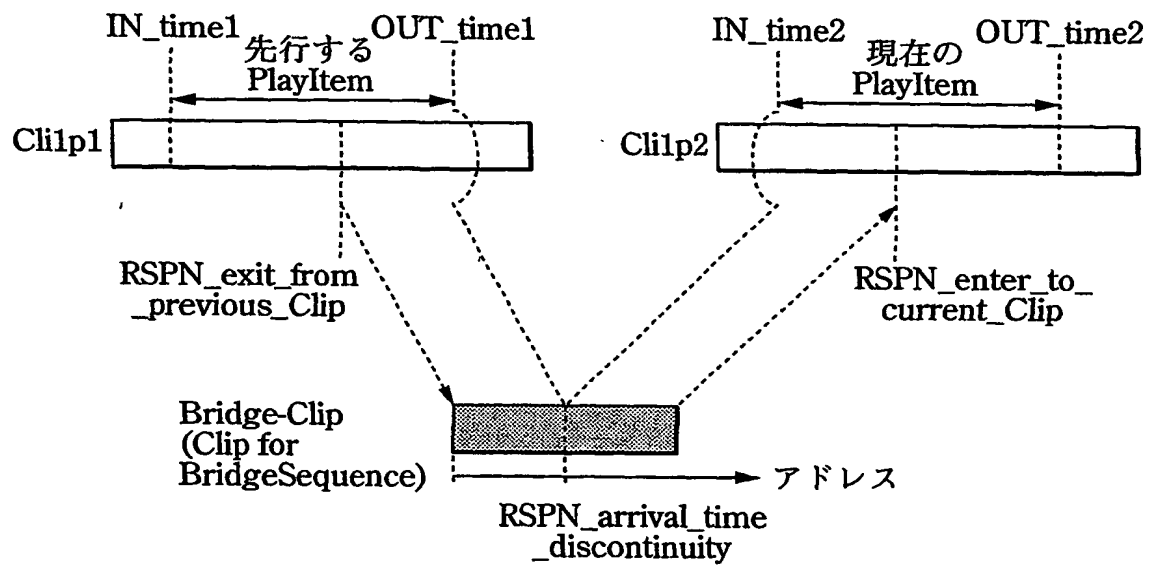 IN_time1
先行する
PlayItem
OUT_time1
IN_time2
現在の
PlayItem
OUT_time2
Cli1p1
Cli1p2
RSPN_exit_from
_previous_Clip
RSPN_enter_to_
current_Clip
Bridge-Clip
(Clip for
BridgeSequence)
アドレス
RSPN_arrival_time
_discontinuity